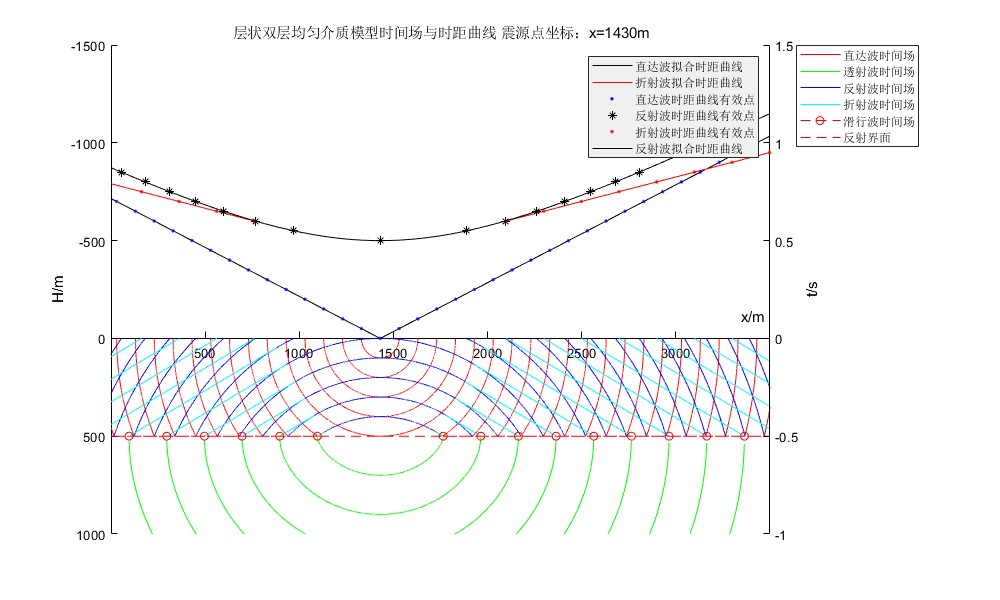 层状双层均匀介质模型时间场与时距曲线 震源点坐标：x=1430m
-1500
-1000
-500
0
500
1000
H/m
500
1000
1500
2000
2500
3000
x/m
1.5
1
0.5
0
-0.5
-1
t/s
直达波拟合时距曲线
折射波拟合时距曲线
直达波时距曲线有效点
反射波时距曲线有效点
折射波时距曲线有效点
反射波拟合时距曲线
直达波时间场
透射波时间场
反射波时间场
折射波时间场
滑行波时间场
反射界面